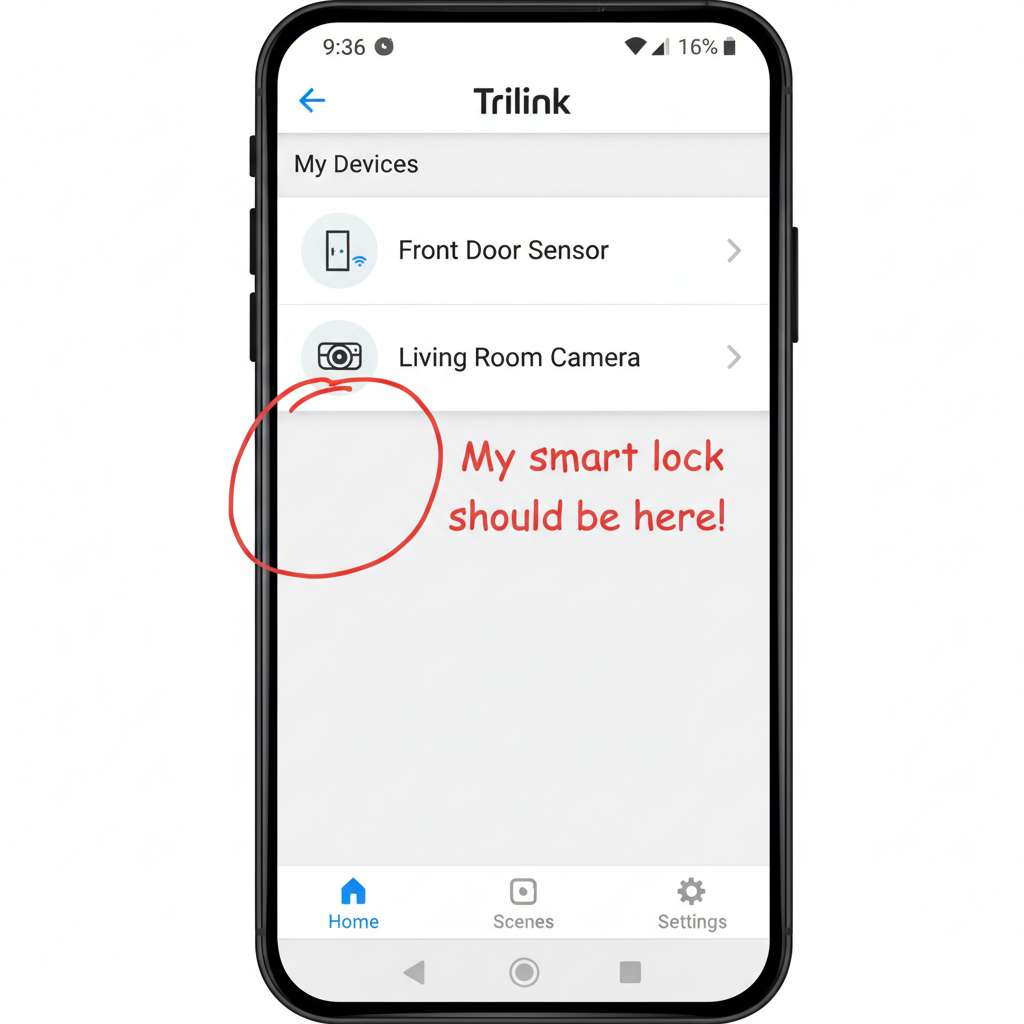 9:36 16%
Trilink
My Devices
Front Door Sensor
Living Room Camera
My smart lock
should be here!
Home Scenes Settings